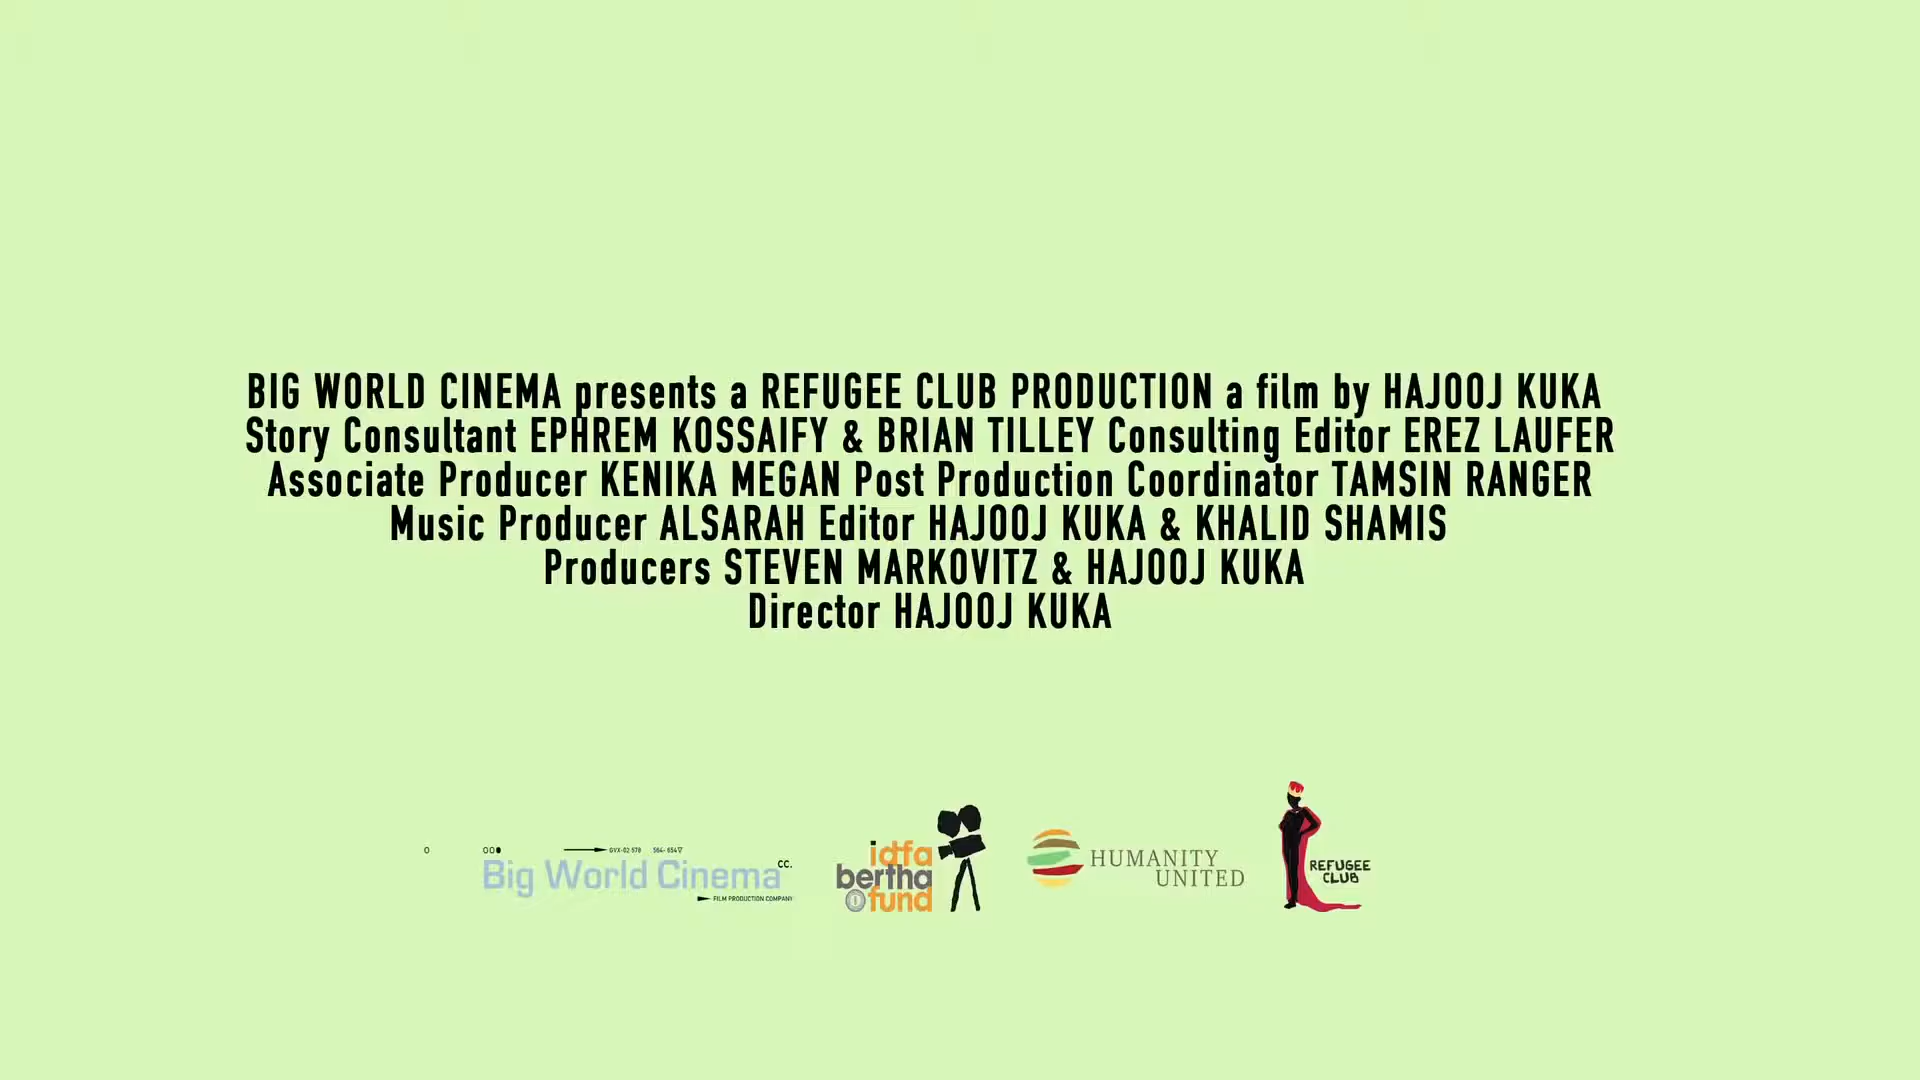 BIG WORLD CINEMA presents a REFUGEE CLUB PRODUCTION a film by HAJOOJ KUKA
Story Consultant EPHREM KOSSAIFY & BRIAN TILLEY Consulting Editor EREZ LAUFER
Associate Producer KENIKA MEGAN Post Production Coordinator TAMSIN RANGER
Music Producer ALSARAH Editor HAJOOJ KUKA & KHALID SHAMIS
Producers STEVEN MARKOVITZ & HAJOOJ KUKA
Director HAJOOJ KUKA
Big World Cinema cc.
FILM PRODUCTION COMPANY
idfa
bertha
fund
HUMANITY
UNITED
REFUGEE
CLUB